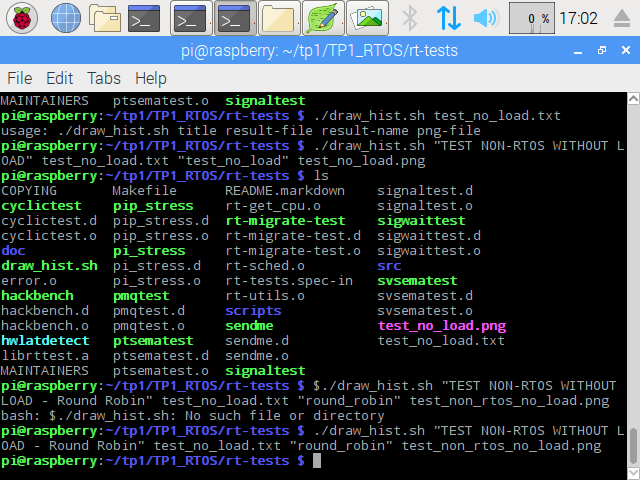 0 % 17:02
pi@raspberry: ~/tp1/TP1_RTOS/rt-tests
File Edit Tabs Help
MAINTAINERS ptsematest.o signaltest
pi@raspberry:~/tp1/TP1_RTOS/rt-tests $ ./draw_hist.sh test_no_load.txt
usage: ./draw_hist.sh title result-file result-name png-file
pi@raspberry:~/tp1/TP1_RTOS/rt-tests $ ./draw_hist.sh "TEST NON-RTOS WITHOUT L
OAD" test_no_load.txt "test_no_load" test_no_load.png
pi@raspberry:~/tp1/TP1_RTOS/rt-tests $ ls
COPYING Makefile README.markdown signaltest.d
cyclictest pip_stress rt-get_cpu.o signaltest.o
cyclictest.d pip_stress.d rt-migrate-test sigwaittest
cyclictest.o pip_stress.o rt-migrate-test.d sigwaittest.d
doc pi_stress rt-migrate-test.o sigwaittest.o
draw_hist.sh pi_stress.d rt-sched.o src
error.o pi_stress.o rt-tests.spec-in svsematest
hackbench pmqtest rt-utils.o svsematest.d
hackbench.d pmqtest.d scripts svsematest.o
hackbench.o pmqtest.o sendme test_no_load.png
hwlatdetect ptsematest sendme.d test_no_load.txt
librttest.a ptsematest.d sendme.o
MAINTAINERS ptsematest.o signaltest
pi@raspberry:~/tp1/TP1_RTOS/rt-tests $ $./draw_hist.sh "TEST NON-RTOS WITHOUT
LOAD - Round Robin" test_no_load.txt "round_robin" test_non_rtos_no_load.png
bash: $./draw_hist.sh: No such file or directory
pi@raspberry:~/tp1/TP1_RTOS/rt-tests $ ./draw_hist.sh "TEST NON-RTOS WITHOUT L
OAD - Round Robin" test_no_load.txt "round_robin" test_non_rtos_no_load.png
pi@raspberry:~/tp1/TP1_RTOS/rt-tests $